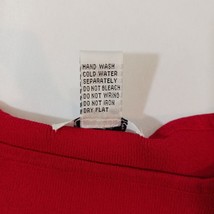 HAND WASH
COLD WATER
SEPARATELY
DO NOT BLEACH
DO NOT WRING
DO NOT IRON
DRY FLAT